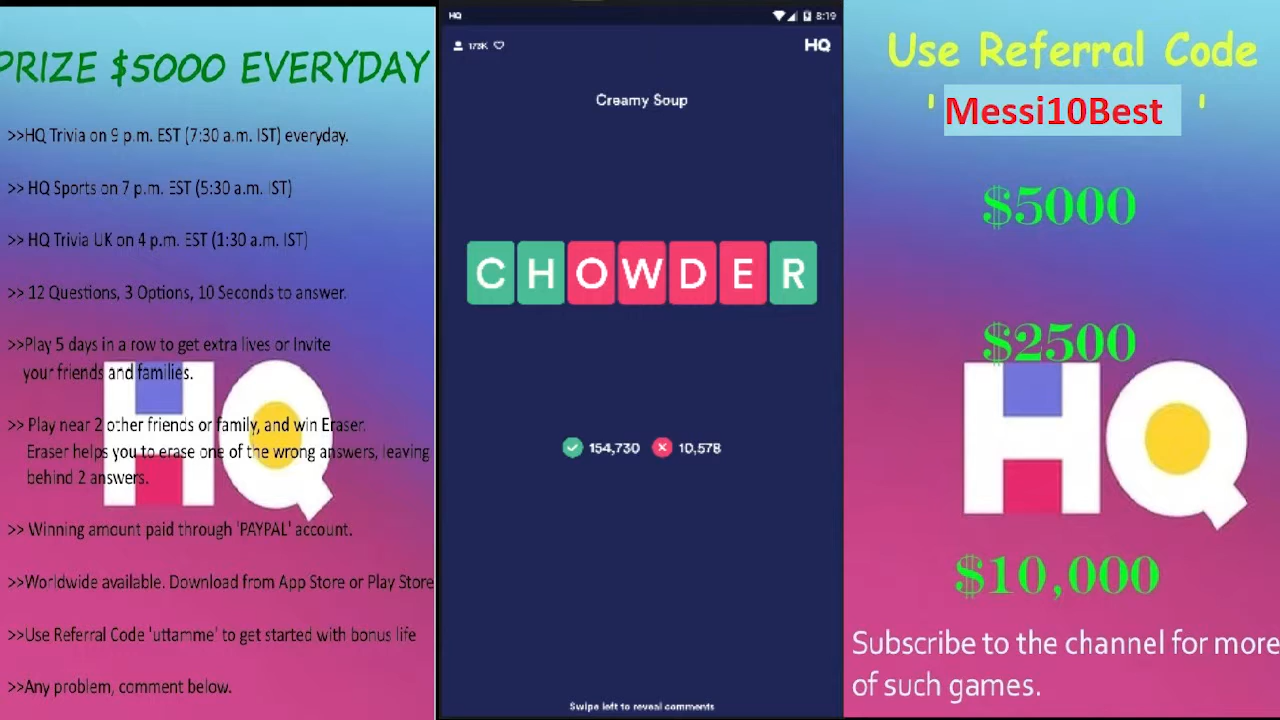 PRIZE $5000 EVERYDAY
>>HQ Trivia on 9 p.m. EST (7:30 a.m. IST) everyday.
>> HQ Sports on 7 p.m. EST (5:30 a.m. IST)
>> HQ Trivia UK on 4 p.m. EST (1:30 a.m. IST)
>> 12 Questions, 3 Options, 10 Seconds to answer.
>>Play 5 days in a row to get extra lives or Invite
your friends and families.
>> Play near 2 other friends or family, and win Eraser.
Eraser helps you to erase one of the wrong answers, leaving
behind 2 answers.
>> Winning amount paid through 'PAYPAL' account.
>>Worldwide available. Download from App Store or Play Store
>>Use Referral Code 'uttamme' to get started with bonus life
>>Any problem, comment below.
HQ
HQ 8:19
173K HQ
Creamy Soup
CHOWDER
154,730 10,578
Swipe left to reveal comments
Use Referral Code
' Messi10Best '
$5000
$2500
HQ
$10,000
Subscribe to the channel for more
of such games.